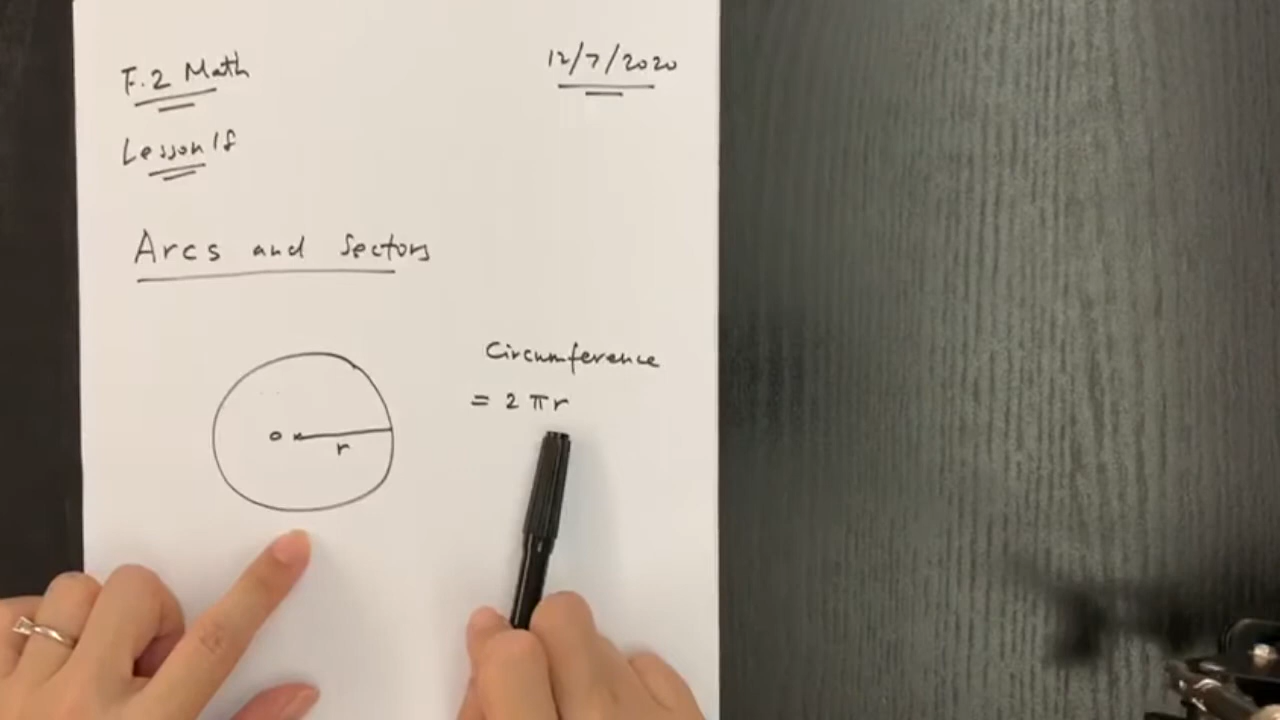 F.2 Math
12/7/2020
Lesson 18
Arcs and Sectors
Circumference
= 2πr
O
r